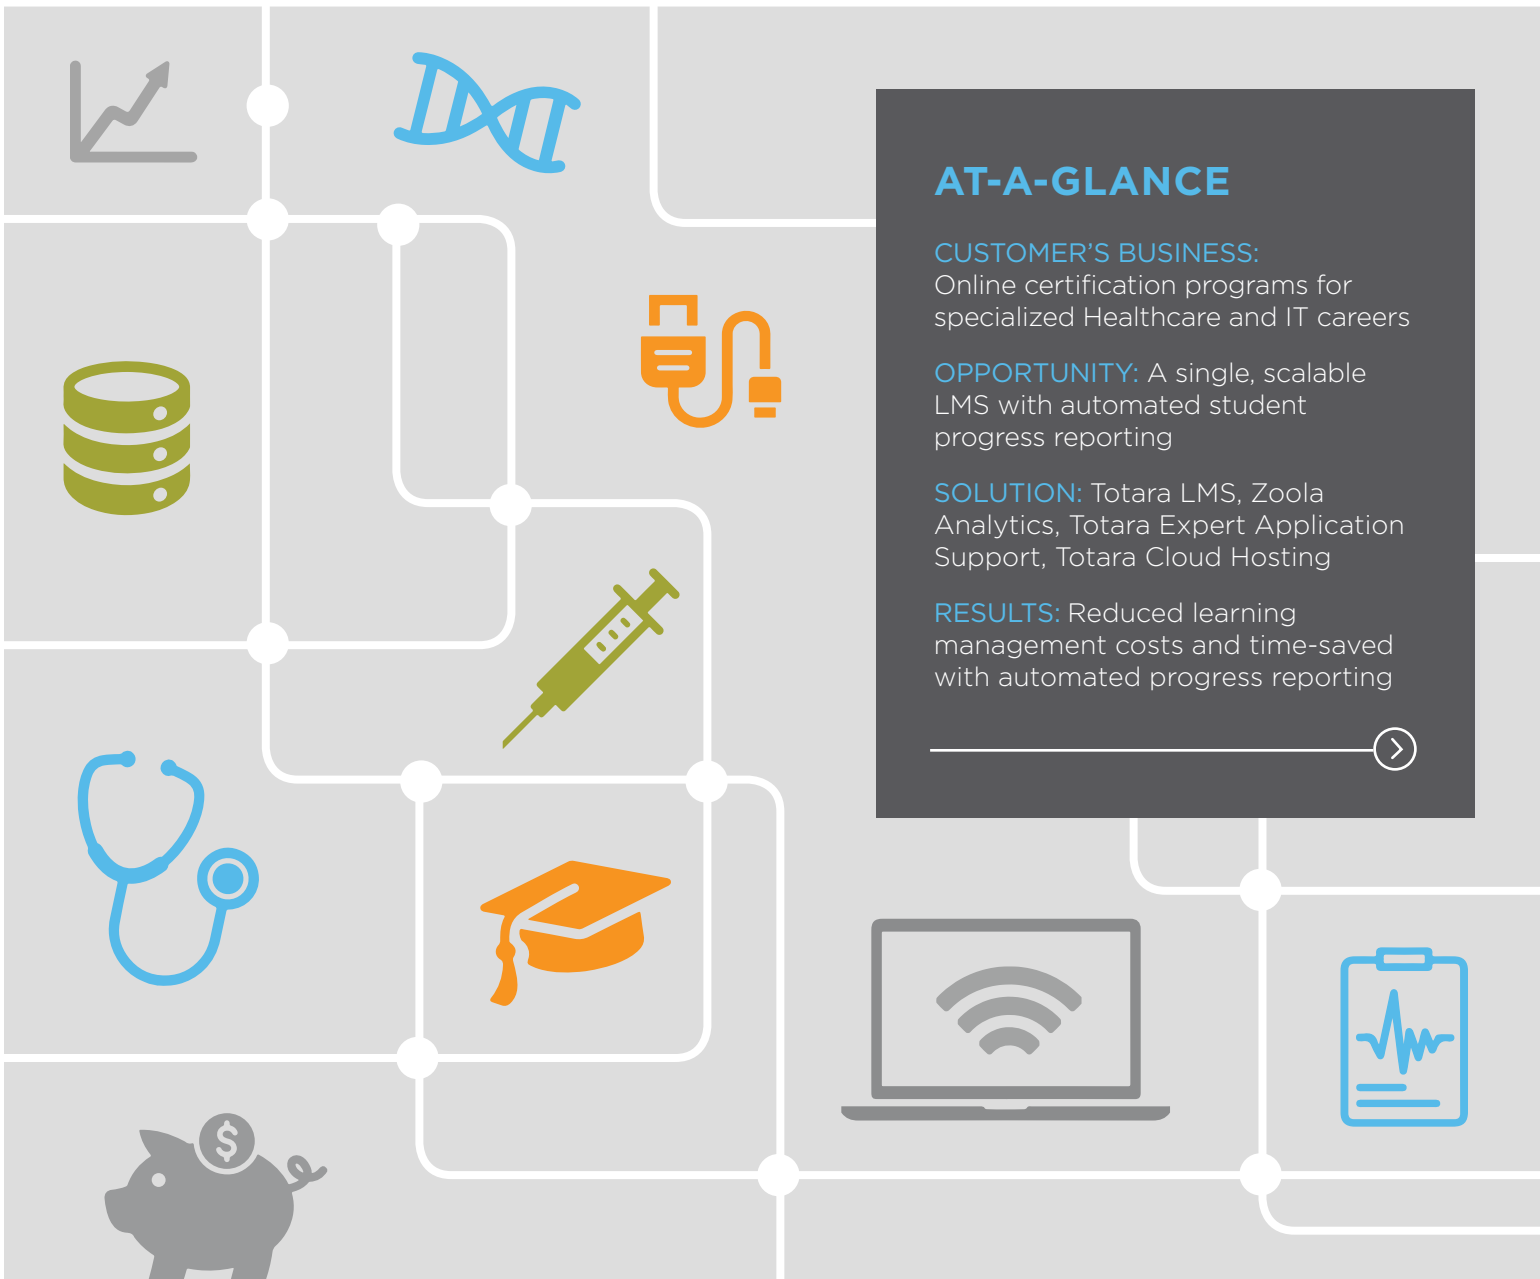 AT-A-GLANCE
CUSTOMER’S BUSINESS:
Online certification programs for
specialized Healthcare and IT careers
OPPORTUNITY: A single, scalable
LMS with automated student
progress reporting
SOLUTION: Totara LMS, Zoola
Analytics, Totara Expert Application
Support, Totara Cloud Hosting
RESULTS: Reduced learning
management costs and time-saved
with automated progress reporting
$